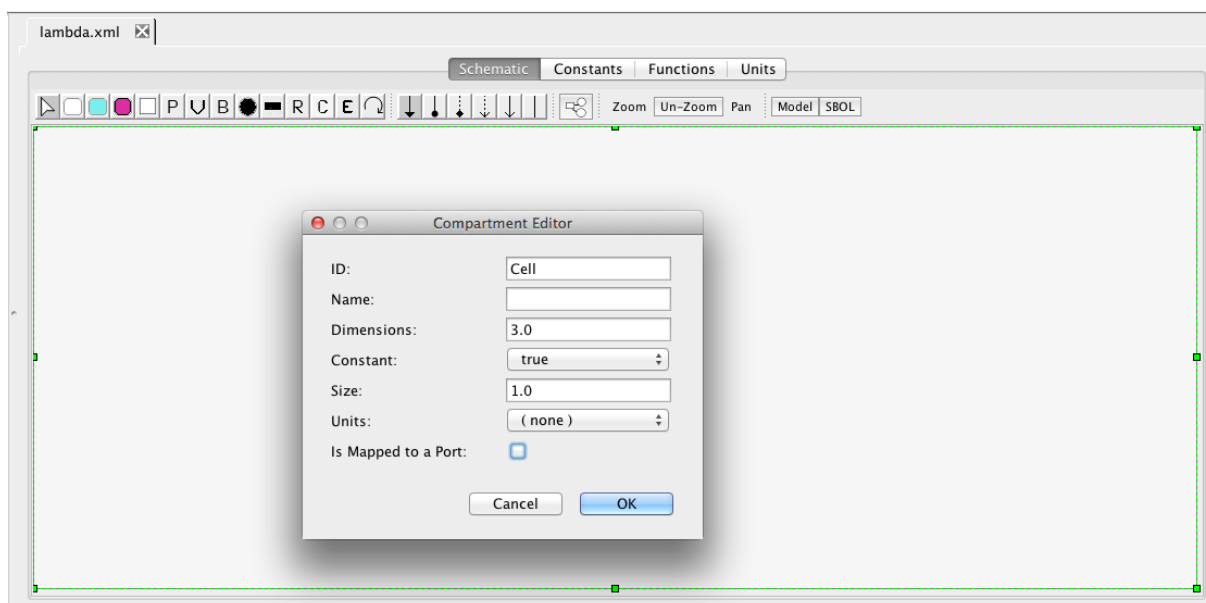 lambda.xml
Schematic Constants Functions Units
P V B R C E Zoom Un-Zoom Pan Model SBOL
Compartment Editor
ID: Cell
Name:
Dimensions: 3.0
Constant: true
Size: 1.0
Units: ( none )
Is Mapped to a Port:
Cancel OK